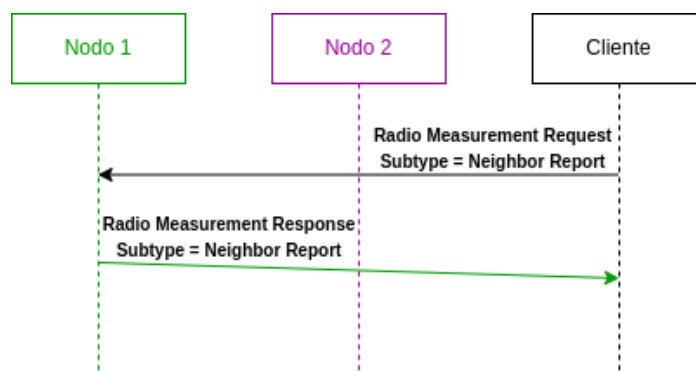 Nodo 1
Nodo 2
Cliente
Radio Measurement Request
Subtype = Neighbor Report
Radio Measurement Response
Subtype = Neighbor Report